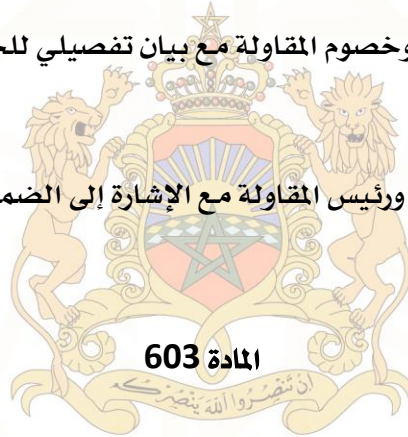 وخصوم المقاولة مع بيان تفصيلي للح
ورئيس المقاولة مع الإشارة إلى الضم
المادة 603
إن تنصروا الله ينصركم